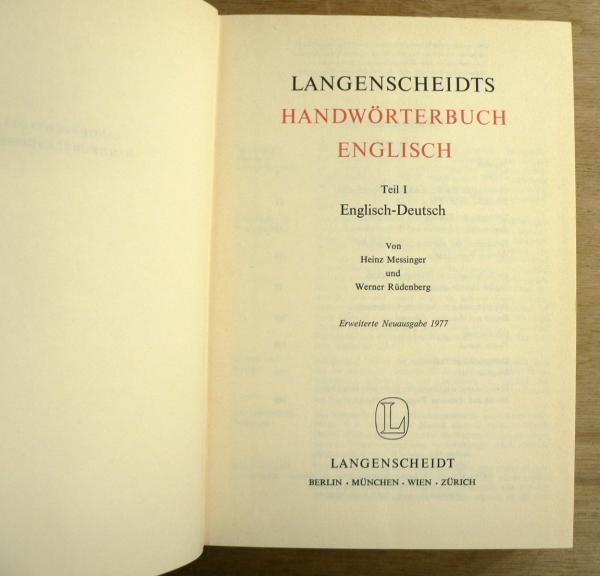 LANGENSCHEIDTS
HANDWÖRTERBUCH
ENGLISCH
Teil I
Englisch-Deutsch
Von
Heinz Messinger
und
Werner Rüdenberg
Erweiterte Neuausgabe 1977
L
LANGENSCHEIDT
BERLIN · MÜNCHEN · WIEN · ZÜRICH